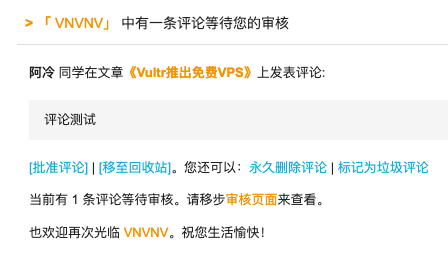 > 「 VNVNV」 中有一条评论等待您的审核
阿冷 同学在文章《Vultr推出免费VPS》上发表评论:
评论测试
[批准评论] | [移至回收站]。您还可以：永久删除评论 | 标记为垃圾评论
当前有 1 条评论等待审核。请移步审核页面来查看。
也欢迎再次光临 VNVNV。祝您生活愉快！